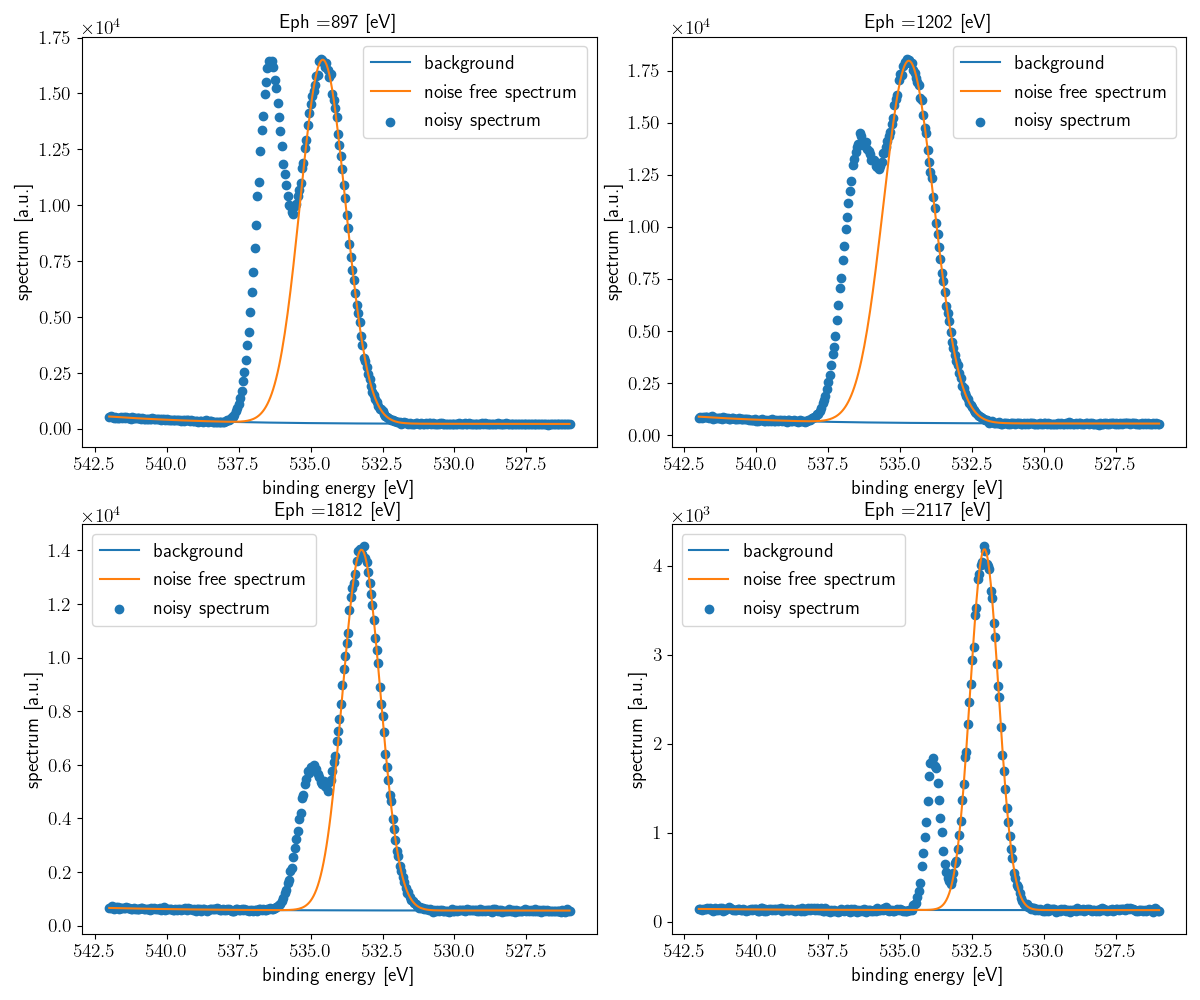 Eph =897 [eV]
×10⁴
1.75
1.50
1.25
1.00
0.75
0.50
0.25
0.00
spectrum [a.u.]
background
noise free spectrum
noisy spectrum
542.5 540.0 537.5 535.0 532.5 530.0 527.5
binding energy [eV]
Eph =1202 [eV]
×10⁴
1.75
1.50
1.25
1.00
0.75
0.50
0.25
0.00
spectrum [a.u.]
background
noise free spectrum
noisy spectrum
542.5 540.0 537.5 535.0 532.5 530.0 527.5
binding energy [eV]
Eph =1812 [eV]
×10⁴
1.4
1.2
1.0
0.8
0.6
0.4
0.2
0.0
spectrum [a.u.]
background
noise free spectrum
noisy spectrum
542.5 540.0 537.5 535.0 532.5 530.0 527.5
binding energy [eV]
Eph =2117 [eV]
×10³
4
3
2
1
0
spectrum [a.u.]
background
noise free spectrum
noisy spectrum
542.5 540.0 537.5 535.0 532.5 530.0 527.5
binding energy [eV]